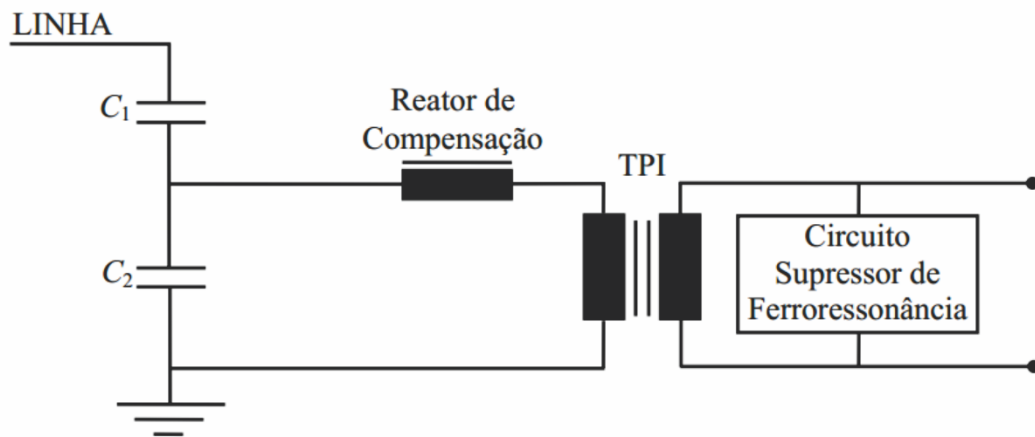 LINHA
C1
Reator de
Compensação
TPI
C2
Circuito
Supressor de
Ferroressonância